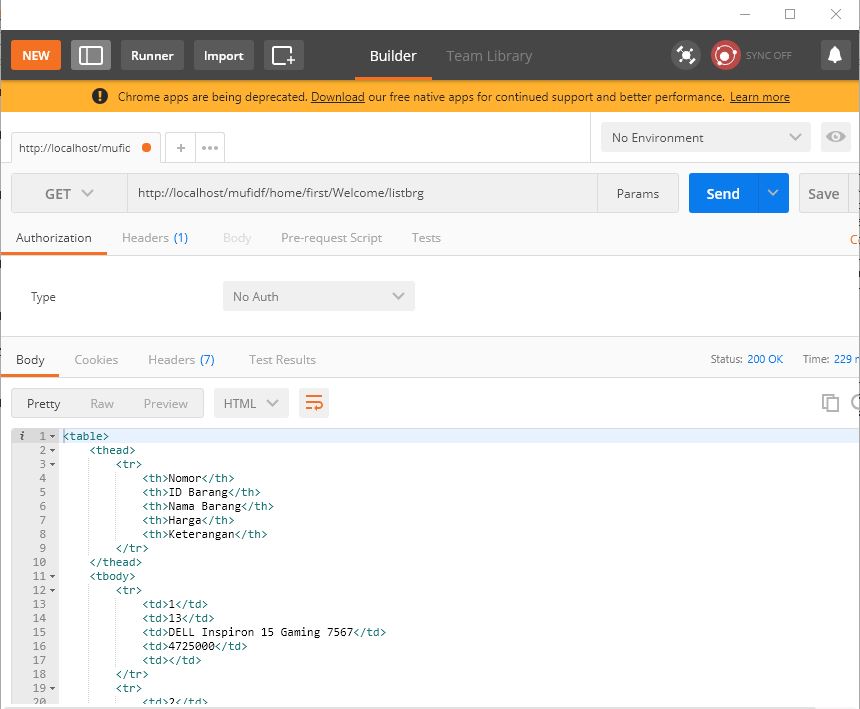 NEW Runner Import Builder Team Library SYNC OFF
Chrome apps are being deprecated. Download our free native apps for continued support and better performance. Learn more
http://localhost/mufid + ••• No Environment
GET http://localhost/mufidf/home/first/Welcome/listbrg Params Send Save
Authorization Headers (1) Body Pre-request Script Tests
Type No Auth
Body Cookies Headers (7) Test Results Status: 200 OK Time: 229
Pretty Raw Preview HTML
i 1 <table>
2 <thead>
3 <tr>
4 <th>Nomor</th>
5 <th>ID Barang</th>
6 <th>Nama Barang</th>
7 <th>Harga</th>
8 <th>Keterangan</th>
9 </tr>
10 </thead>
11 <tbody>
12 <tr>
13 <td>1</td>
14 <td>13</td>
15 <td>DELL Inspiron 15 Gaming 7567</td>
16 <td>4725000</td>
17 <td></td>
18 </tr>
19 <tr>
20 <td>2</td>